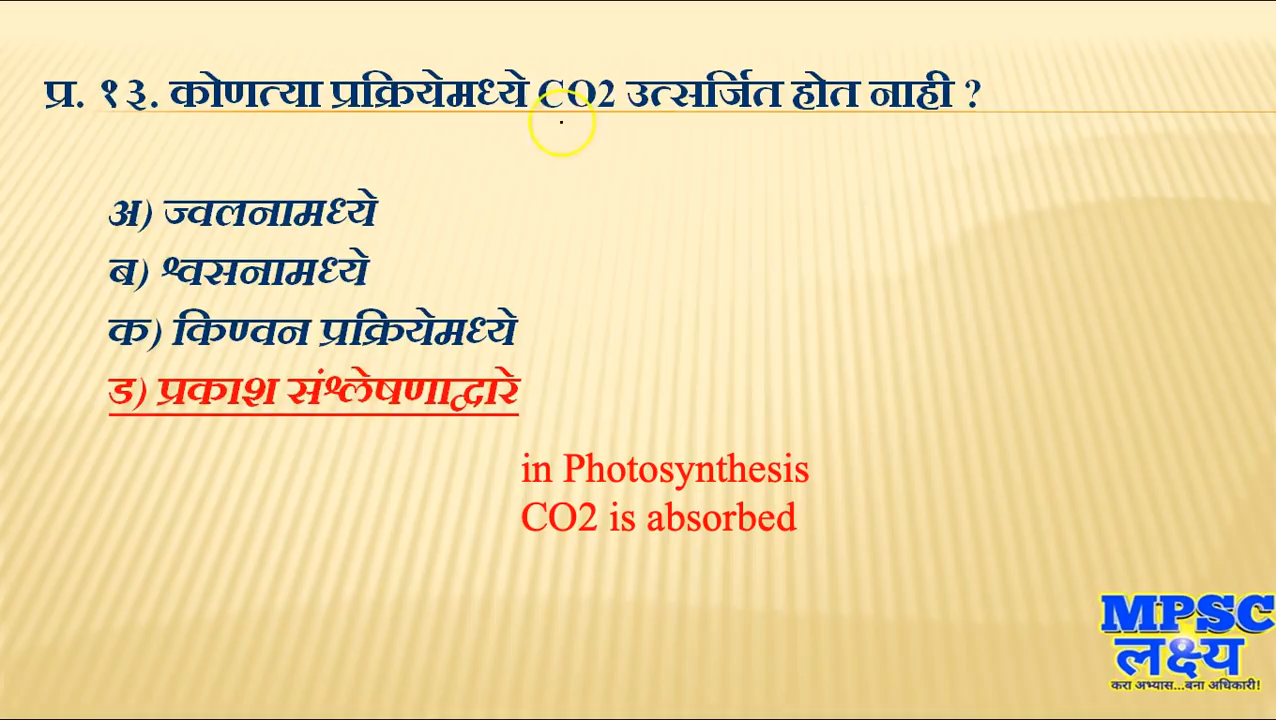 प्र. १३. कोणत्या प्रक्रियेमध्ये CO2 उत्सर्जित होत नाही ?
अ) ज्वलनामध्ये
ब) श्वसनामध्ये
क) किण्वन प्रक्रियेमध्ये
ड) प्रकाश संश्लेषणाद्वारे
in Photosynthesis
CO2 is absorbed
MPSC
लक्ष्य
करा अभ्यास...बना अधिकारी!